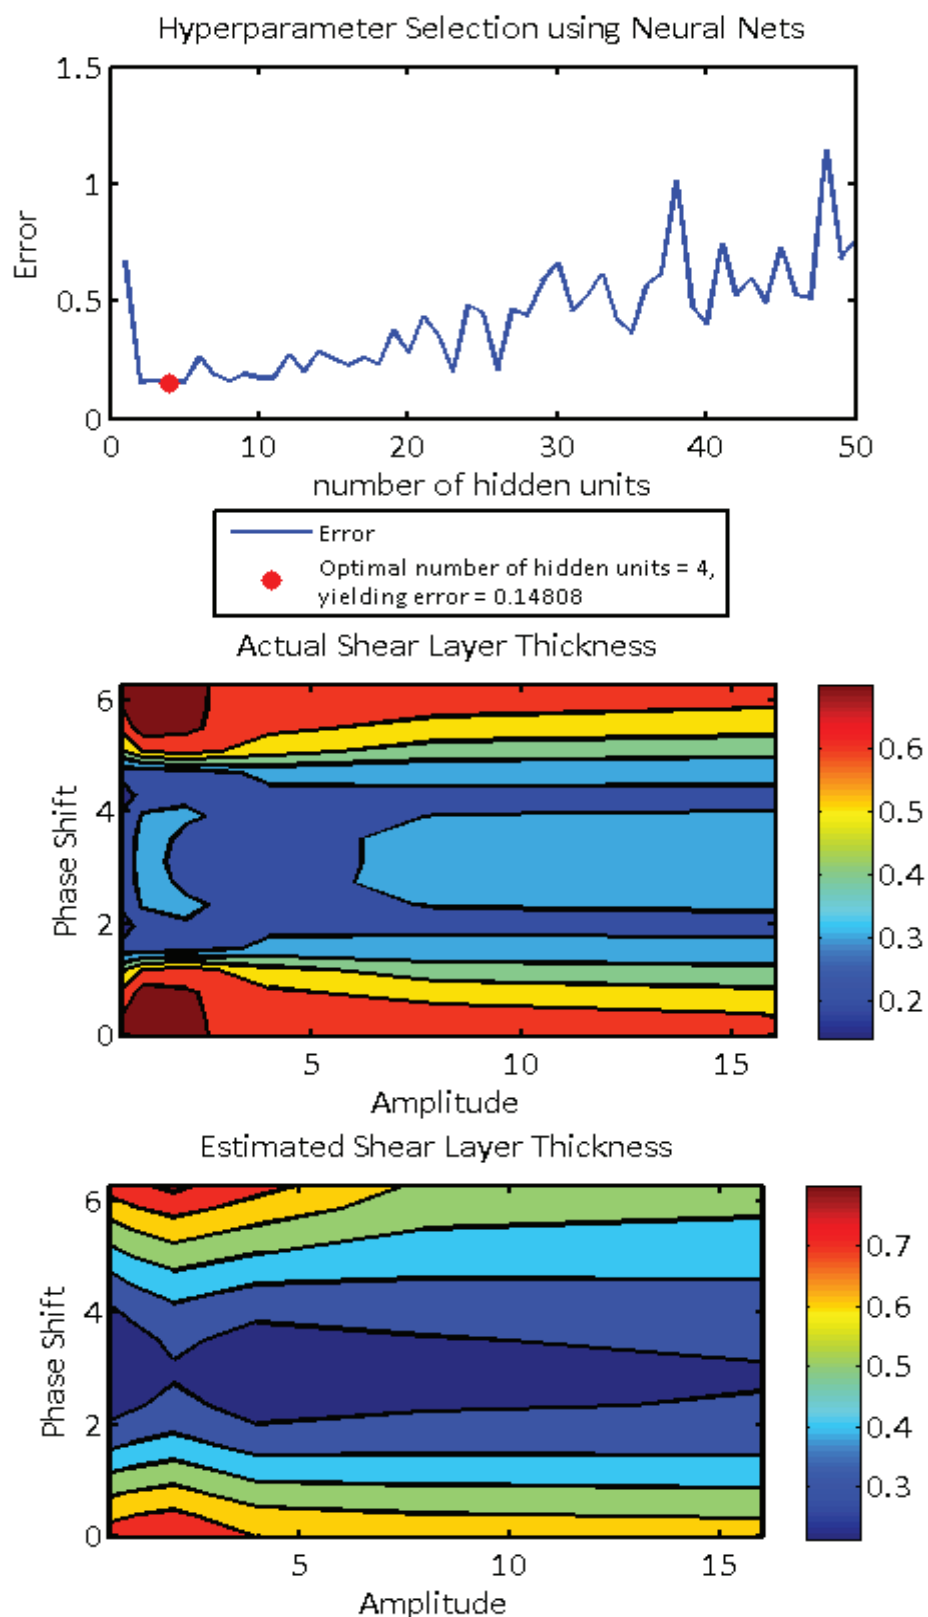 Hyperparameter Selection using Neural Nets
1.5
1
0.5
0
Error
0 10 20 30 40 50
number of hidden units
Error
Optimal number of hidden units = 4,
yielding error = 0.14808
Actual Shear Layer Thickness
6
4
2
0
Phase Shift
5 10 15
Amplitude
0.6
0.5
0.4
0.3
0.2
Estimated Shear Layer Thickness
6
4
2
0
Phase Shift
5 10 15
Amplitude
0.7
0.6
0.5
0.4
0.3